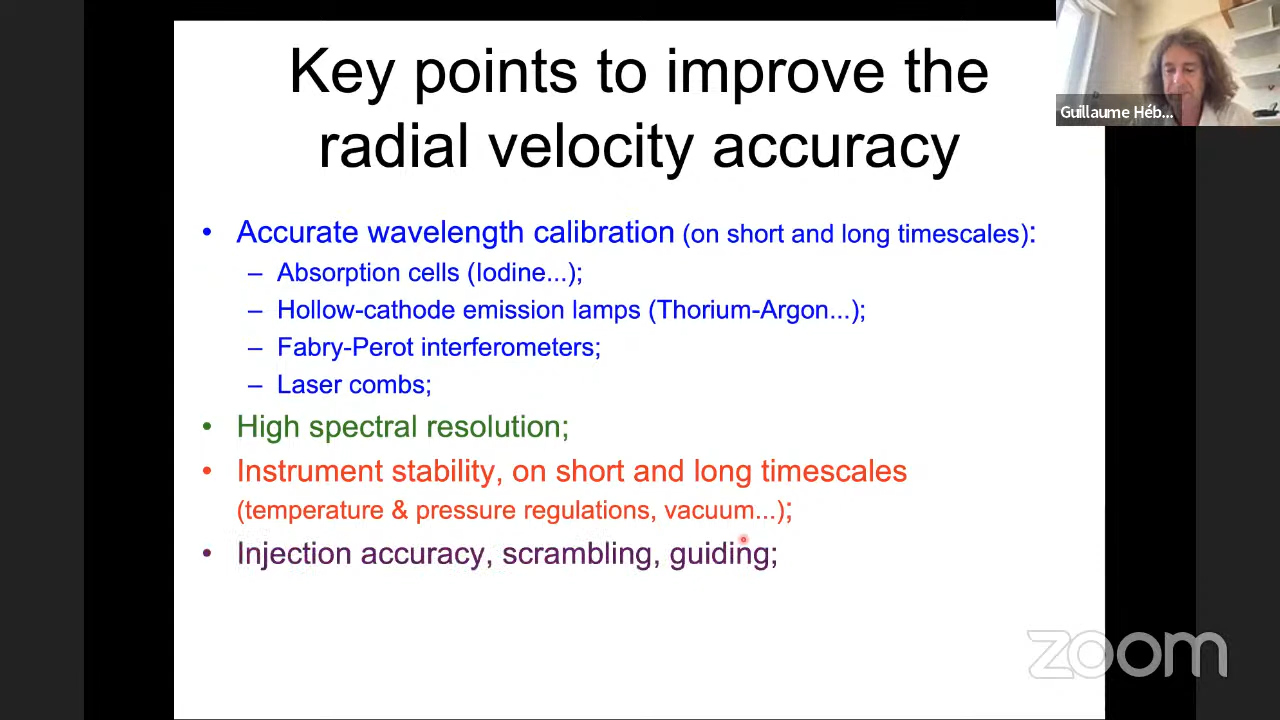 Key points to improve the
radial velocity accuracy
Guillaume Héb...
• Accurate wavelength calibration (on short and long timescales):
– Absorption cells (Iodine...);
– Hollow-cathode emission lamps (Thorium-Argon...);
– Fabry-Perot interferometers;
– Laser combs;
• High spectral resolution;
• Instrument stability, on short and long timescales
(temperature & pressure regulations, vacuum...);
• Injection accuracy, scrambling, guiding;
zoom